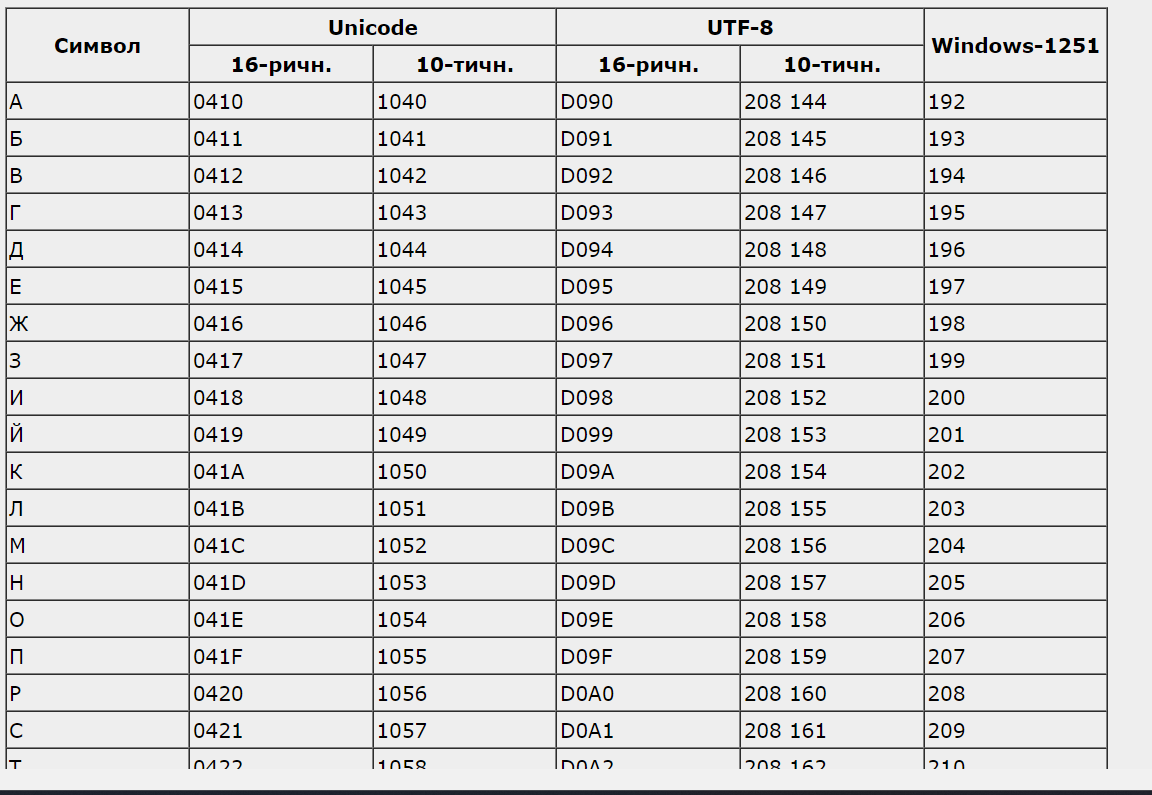 Символ Unicode UTF-8 Windows-1251
16-ричн. 10-тичн. 16-ричн. 10-тичн.
А 0410 1040 D090 208 144 192
Б 0411 1041 D091 208 145 193
В 0412 1042 D092 208 146 194
Г 0413 1043 D093 208 147 195
Д 0414 1044 D094 208 148 196
Е 0415 1045 D095 208 149 197
Ж 0416 1046 D096 208 150 198
З 0417 1047 D097 208 151 199
И 0418 1048 D098 208 152 200
Й 0419 1049 D099 208 153 201
К 041A 1050 D09A 208 154 202
Л 041B 1051 D09B 208 155 203
М 041C 1052 D09C 208 156 204
Н 041D 1053 D09D 208 157 205
О 041E 1054 D09E 208 158 206
П 041F 1055 D09F 208 159 207
Р 0420 1056 D0A0 208 160 208
С 0421 1057 D0A1 208 161 209
Т 0422 1058 D0A2 208 162 210